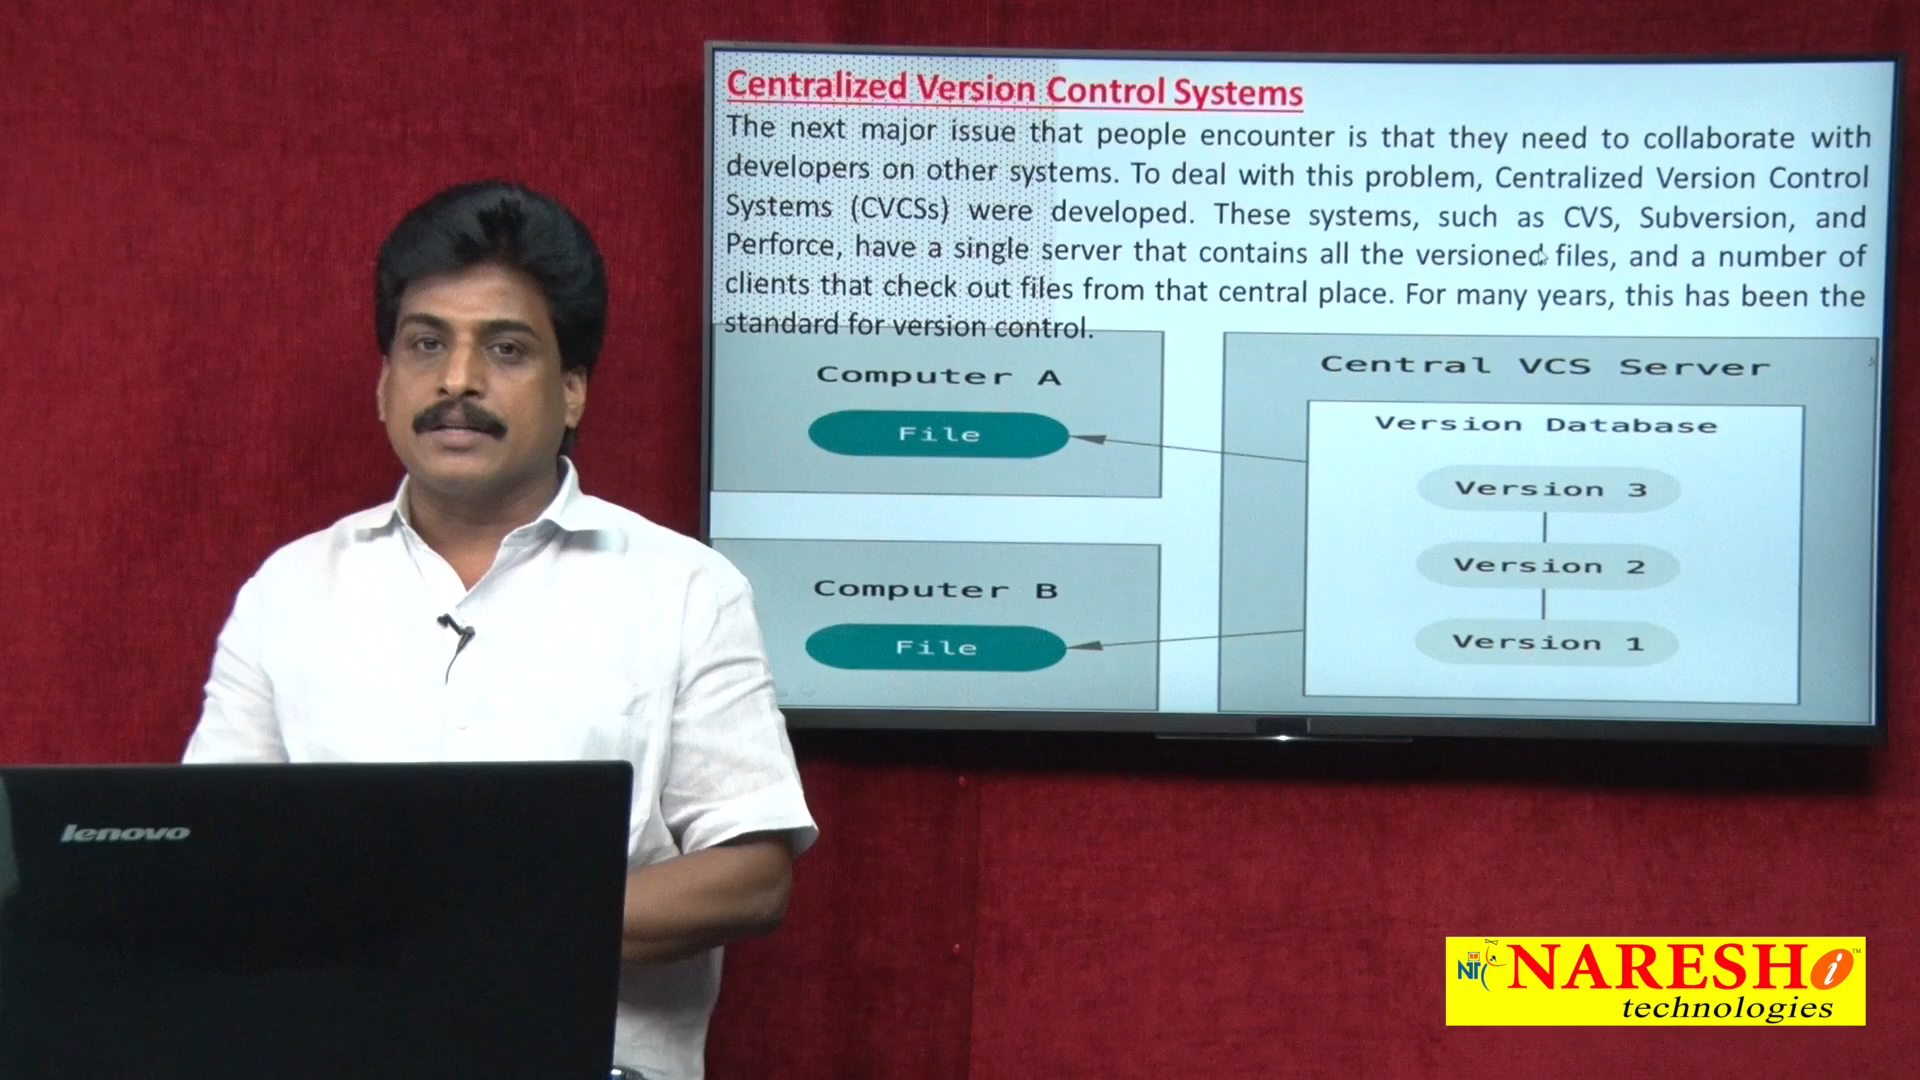 Centralized Version Control Systems
The next major issue that people encounter is that they need to collaborate with
developers on other systems. To deal with this problem, Centralized Version Control
Systems (CVCSs) were developed. These systems, such as CVS, Subversion, and
Perforce, have a single server that contains all the versioned files, and a number of
clients that check out files from that central place. For many years, this has been the
standard for version control.
Computer A
File
Computer B
File
Central VCS Server
Version Database
Version 3
Version 2
Version 1
lenovo
NT
NARESH i ™
technologies